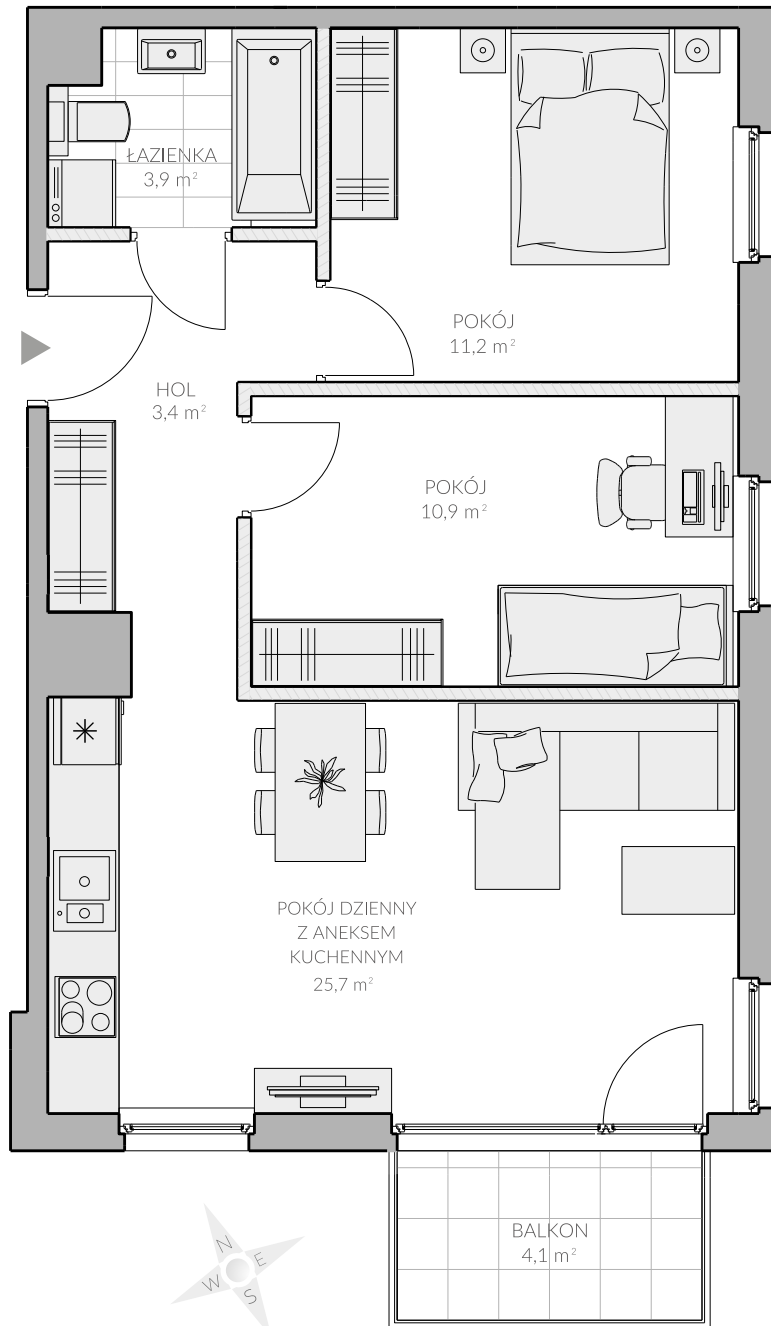 ŁAZIENKA
3,9 m²
POKÓJ
11,2 m²
HOL
3,4 m²
POKÓJ
10,9 m²
POKÓJ DZIENNY
Z ANEKSEM
KUCHENNYM
25,7 m²
BALKON
4,1 m²
N
E
W
S